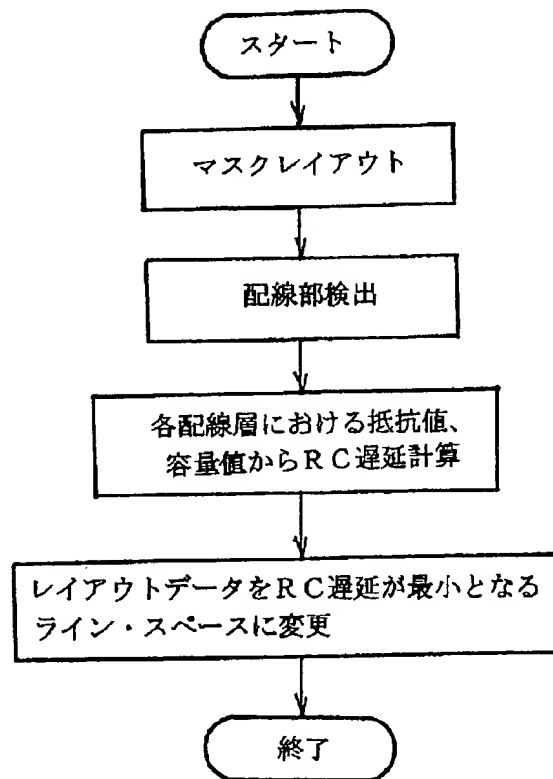 スタート
マスクレイアウト
配線部検出
各配線層における抵抗値、
容量値からＲＣ遅延計算
レイアウトデータをＲＣ遅延が最小となる
ライン・スペースに変更
終了